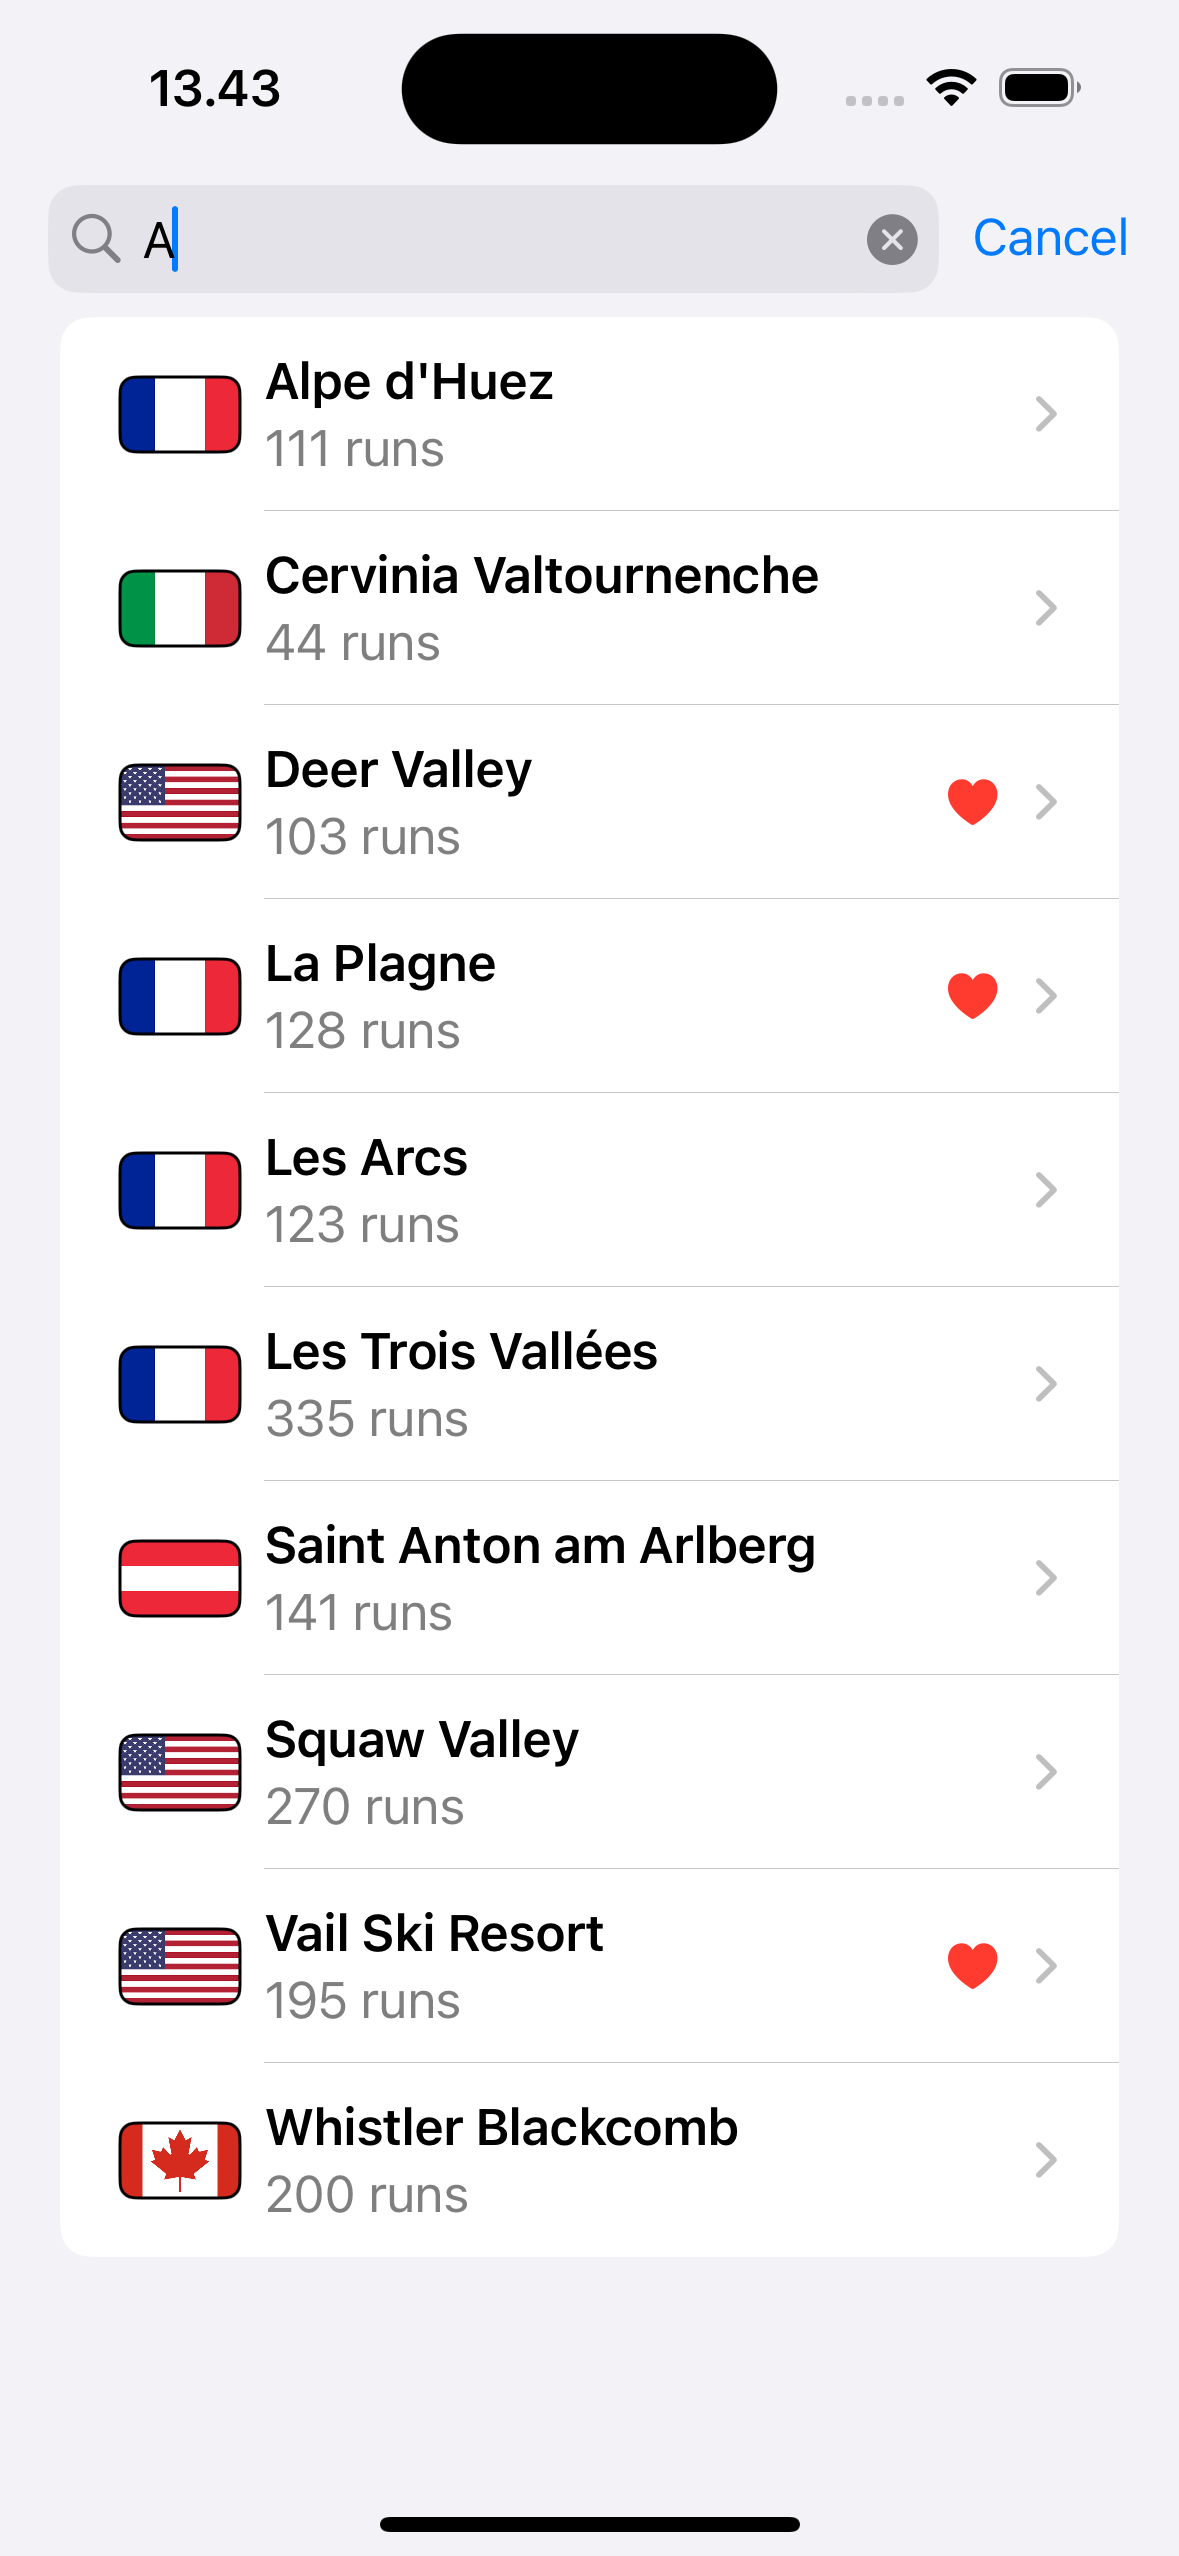 13.43
A
Cancel
Alpe d'Huez
111 runs
Cervinia Valtournenche
44 runs
Deer Valley
103 runs
La Plagne
128 runs
Les Arcs
123 runs
Les Trois Vallées
335 runs
Saint Anton am Arlberg
141 runs
Squaw Valley
270 runs
Vail Ski Resort
195 runs
Whistler Blackcomb
200 runs